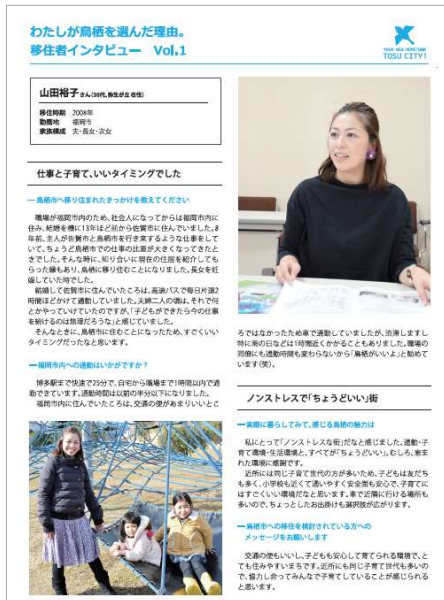 わたしが鳥栖を選んだ理由。
移住者インタビュー Vol.1
YOUR NEW HOMETOWN
TOSU CITY!
山田裕子さん(30代、弥生が丘在住)
移住時期 2008年
勤務地 福岡市
家族構成 夫・長女・次女
仕事と子育て、いいタイミングでした
―鳥栖市へ移り住まれたきっかけを教えてください
職場が福岡市内のため、社会人になってからは福岡市内に
住み、結婚を機に13年ほど前から佐賀市に住んでいました。8
年前、主人が佐賀市と鳥栖市を行き来するような仕事をして
いて、ちょうど鳥栖市での仕事の比重が大きくなってきたと
きでした。そんな時に、知り合いに現在の住居を紹介しても
らった縁もあり、鳥栖に移り住むことになりました。長女を妊
娠していた時でした。
結婚して佐賀市に住んでいたころは、高速バスで毎日片道2
時間ほどかけて通勤していました。夫婦二人の頃は、それで何
とかやっていけていたのですが、「子どもができたら今の仕事
を続けるのは無理だろうな」と感じていました。
そんなときに、鳥栖市に住むことになったため、すごくいい
タイミングだったなと思います。
―福岡市内への通勤はいかがですか?
博多駅まで快速で25分で、自宅から職場まで1時間以内で通
勤できています。通勤時間は以前の半分以下になりました。
福岡市内に住んでいたころは、交通の便があまりいいとこ
ろではなかったため車で通勤していましたが、渋滞しますし
特に雨の日などは1時間近くかかることもありました。職場の
同僚にも通勤時間も変わらないから「鳥栖がいいよ」と勧めて
います(笑)。
ノンストレスで「ちょうどいい」街
―実際に暮らしてみて、感じる鳥栖の魅力は
私にとって「ノンストレスな街」だなと感じました。通勤・子
育て環境・生活環境と、すべてが「ちょうどいい」。むしろ、恵ま
れた環境に感謝です。
近所には同じ子育て世代の方が多いため、子どもは友だち
も多く、小学校も近くて通いやすく安全面も安心で、子育てに
はすごくいい環境だなと思います。車で近隣に行ける場所も
多いので、ちょっとしたお出掛けも選択肢が広がります。
―鳥栖市への移住を検討されている方への
メッセージをお願いします
交通の便もいいし、子どもも安心して育てられる環境で、と
ても住みやすいまちです。近所にも同じ子育て世代も多いの
で、協力し合ってみんなで子育てしていることが感じられる
と思います。